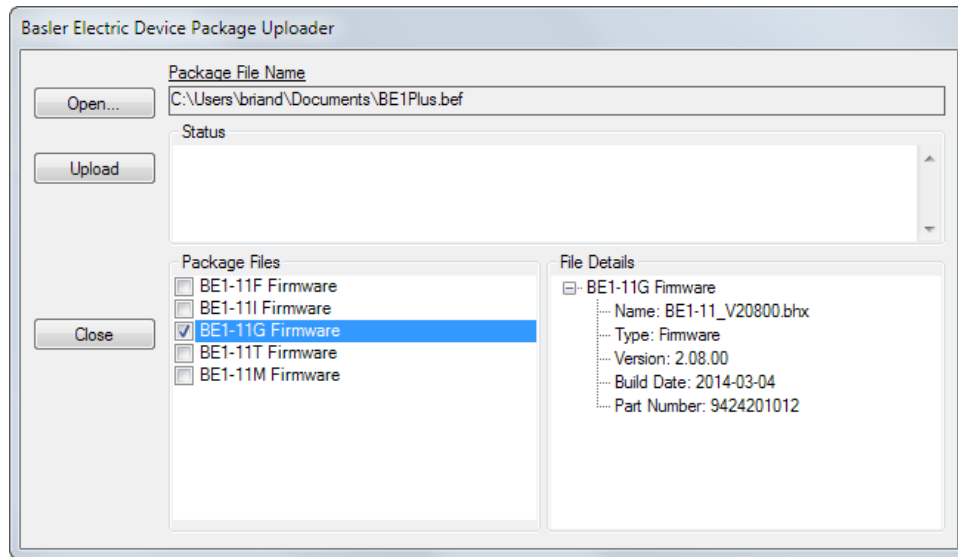 Basler Electric Device Package Uploader
Package File Name
Open...
C:\Users\briand\Documents\BE1Plus.bef
Status
Upload
Package Files
BE1-11F Firmware
BE1-11I Firmware
BE1-11G Firmware
BE1-11T Firmware
BE1-11M Firmware
Close
File Details
BE1-11G Firmware
Name: BE1-11_V20800.bhx
Type: Firmware
Version: 2.08.00
Build Date: 2014-03-04
Part Number: 9424201012